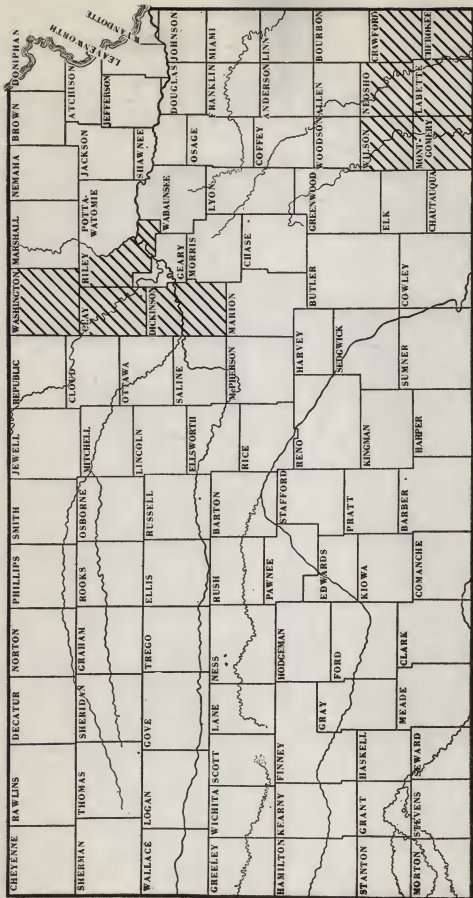 CHEYENNE
RAWLINS
DECATUR
NORTON
PHILLIPS
SMITH
JEWELL
REPUBLIC
WASHINGTON
MARSHALL
NEMAHA
BROWN
DONIPHAN
SHERMAN
THOMAS
SHERIDAN
GRAHAM
ROOKS
OSBORNE
MITCHELL
CLOUD
CLAY
RILEY
POTTA-
WATOMIE
JACKSON
ATCHISON
JEFFERSON
LEAVENWORTH
WYANDOTTE
WALLACE
LOGAN
GOVE
TREGO
ELLIS
RUSSELL
LINCOLN
OTTAWA
SALINE
ELLSWORTH
DICKINSON
GEARY
MORRIS
WABAUNSEE
SHAWNEE
OSAGE
DOUGLAS
JOHNSON
GREELEY
WICHITA
SCOTT
LANE
NESS
RUSH
BARTON
RICE
McPHERSON
MARION
CHASE
LYON
COFFEY
FRANKLIN
MIAMI
ANDERSON
LINN
HAMILTON
KEARNY
FINNEY
HODGEMAN
PAWNEE
STAFFORD
RENO
HARVEY
BUTLER
GREENWOOD
WOODSON
ALLEN
BOURBON
GRAY
FORD
EDWARDS
PRATT
KINGMAN
SEDGWICK
ELK
WILSON
NEOSHO
CRAWFORD
STANTON
GRANT
HASKELL
KIOWA
MORTON
STEVENS
SEWARD
MEADE
CLARK
COMANCHE
BARBER
HARPER
SUMNER
COWLEY
CHAUTAUQUA
MONT-
GOMERY
LABETTE
CHEROKEE